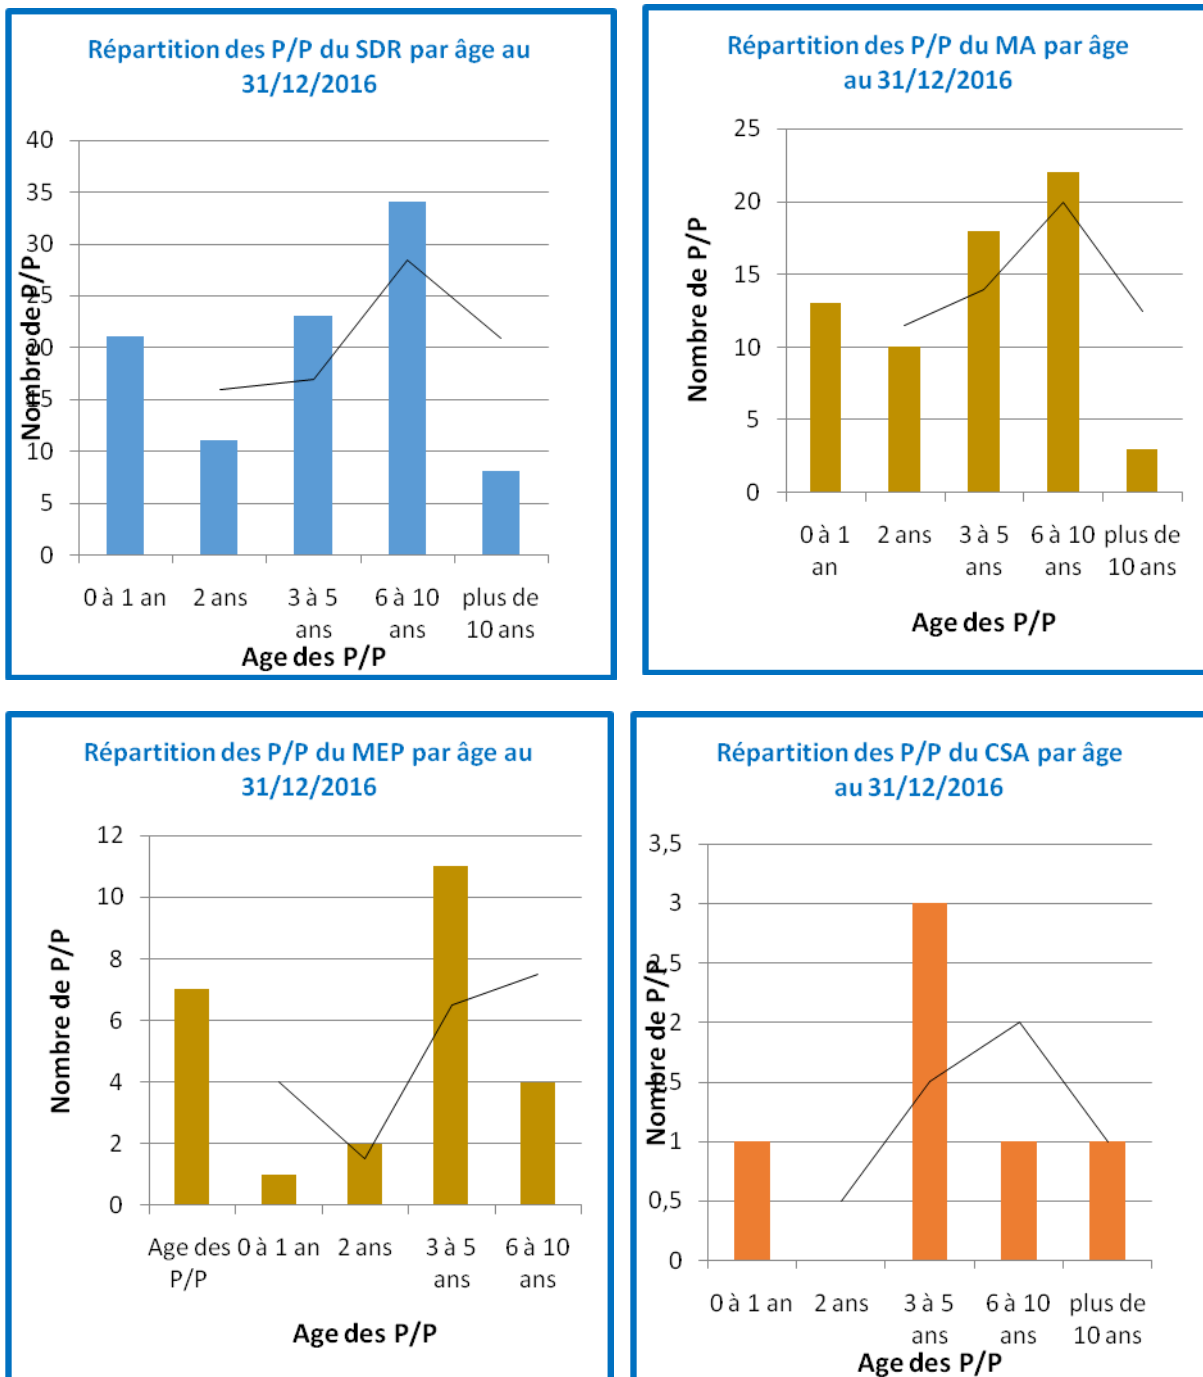 Répartition des P/P du SDR par âge au
31/12/2016
40
35
30
25
20
15
10
5
0
Nombre de P/P
0 à 1 an
2 ans
3 à 5
ans
6 à 10
ans
plus de
10 ans
Age des P/P
Répartition des P/P du MA par âge
au 31/12/2016
25
20
15
10
5
0
Nombre de P/P
0 à 1
an
2 ans
3 à 5
ans
6 à 10
ans
plus de
10 ans
Age des P/P
Répartition des P/P du MEP par âge au
31/12/2016
12
10
8
6
4
2
0
Nombre de P/P
Age des
P/P
0 à 1 an
2 ans
3 à 5
ans
6 à 10
ans
Age des P/P
Répartition des P/P du CSA par âge
au 31/12/2016
3,5
3
2,5
2
1,5
1
0,5
0
Nombre de P/P
0 à 1 an
2 ans
3 à 5
ans
6 à 10
ans
plus de
10 ans
Age des P/P